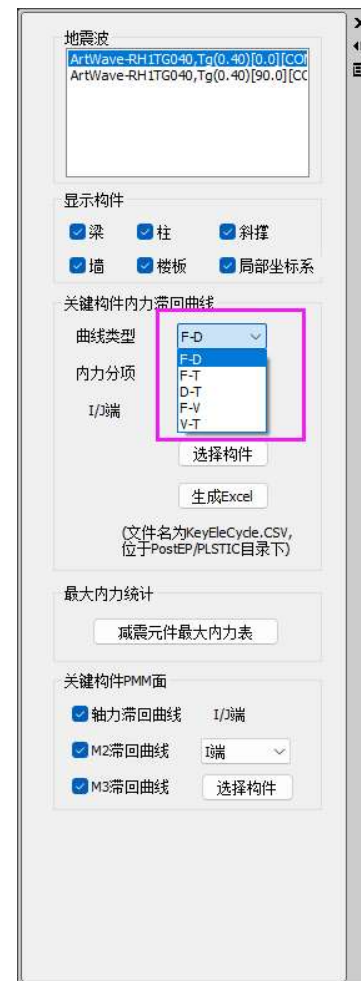 地震波
ArtWave-RH1TG040,Tg(0.40)[0.0][CO
ArtWave-RH1TG040,Tg(0.40)[90.0][CC
显示构件
梁 柱 斜撑
墙 楼板 局部坐标系
关键构件内力滞回曲线
曲线类型 F-D
F-D
内力分项 F-T
D-T
I/J端 F-V
V-T
选择构件
生成Excel
(文件名为KeyEleCycle.CSV,
位于PostEP/PLSTIC目录下)
最大内力统计
减震元件最大内力表
关键构件PMM面
轴力滞回曲线 I/J端
M2滞回曲线 I端
M3滞回曲线 选择构件